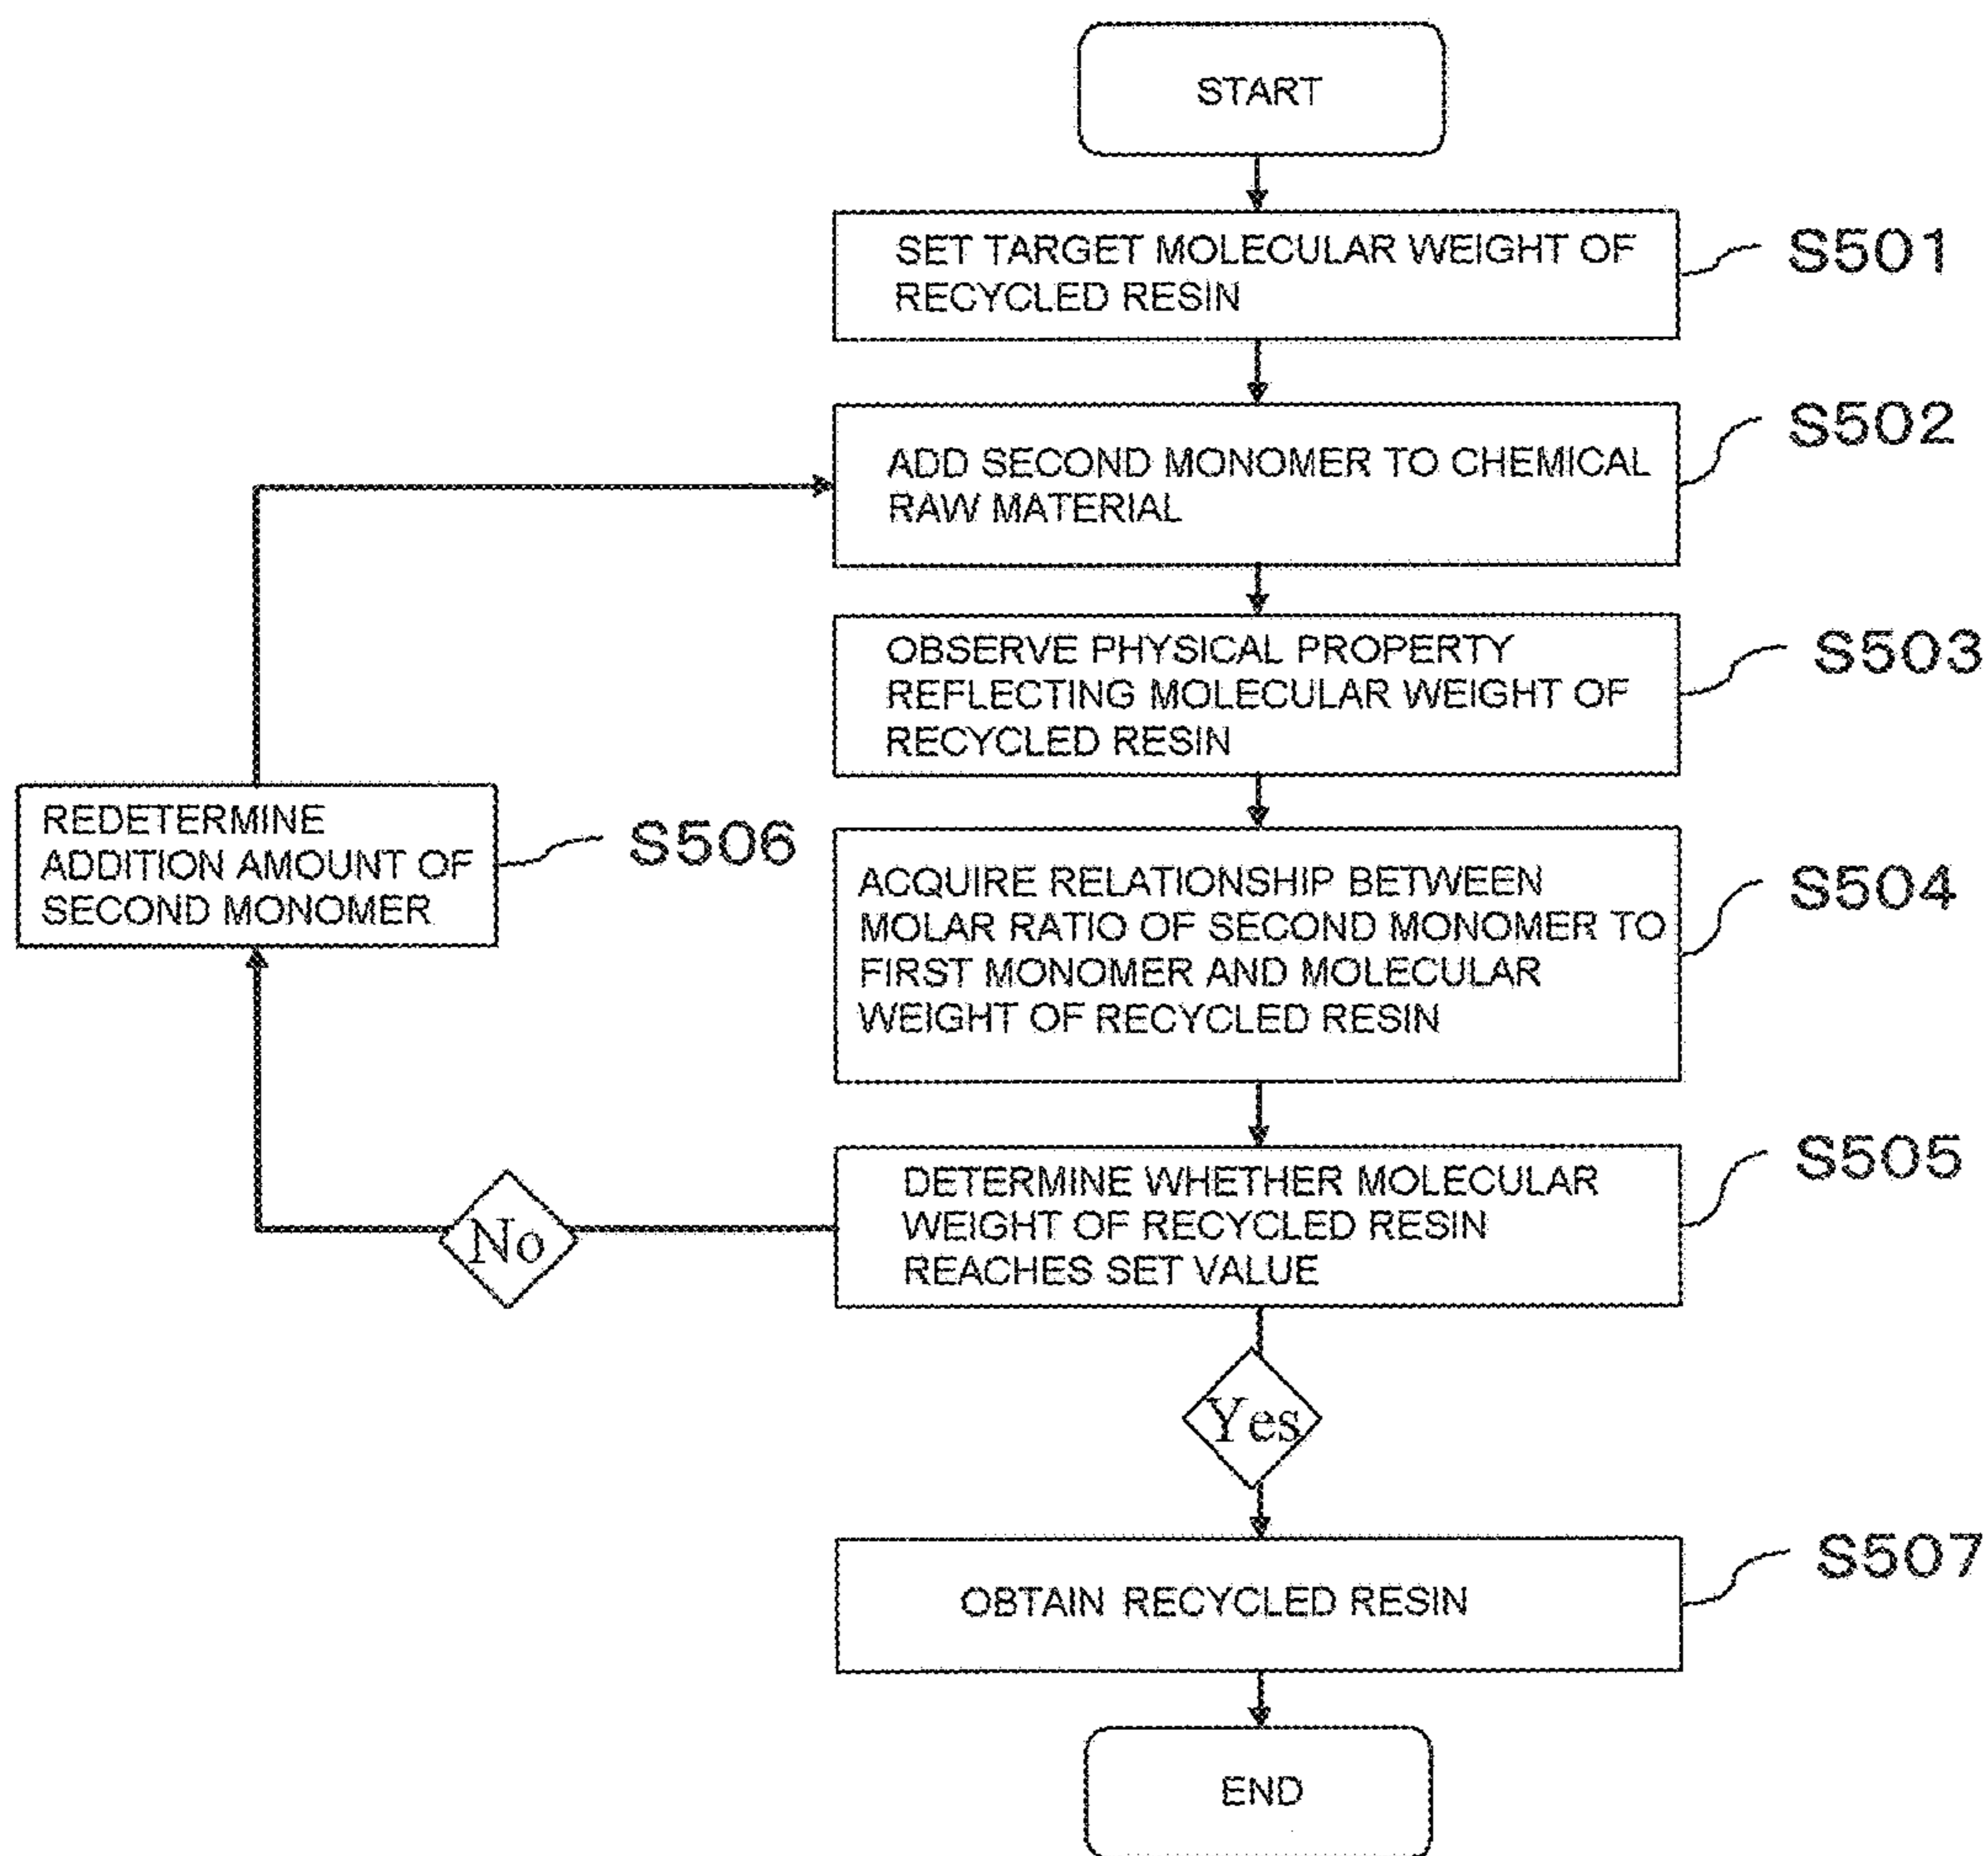 START
SET TARGET MOLECULAR WEIGHT OF
RECYCLED RESIN
S501
ADD SECOND MONOMER TO CHEMICAL
RAW MATERIAL
S502
OBSERVE PHYSICAL PROPERTY
REFLECTING MOLECULAR WEIGHT OF
RECYCLED RESIN
S503
REDETERMINE
ADDITION AMOUNT OF
SECOND MONOMER
S506
ACQUIRE RELATIONSHIP BETWEEN
MOLAR RATIO OF SECOND MONOMER TO
FIRST MONOMER AND MOLECULAR
WEIGHT OF RECYCLED RESIN
S504
DETERMINE WHETHER MOLECULAR
WEIGHT OF RECYCLED RESIN
REACHES SET VALUE
S505
No
Yes
OBTAIN RECYCLED RESIN
S507
END